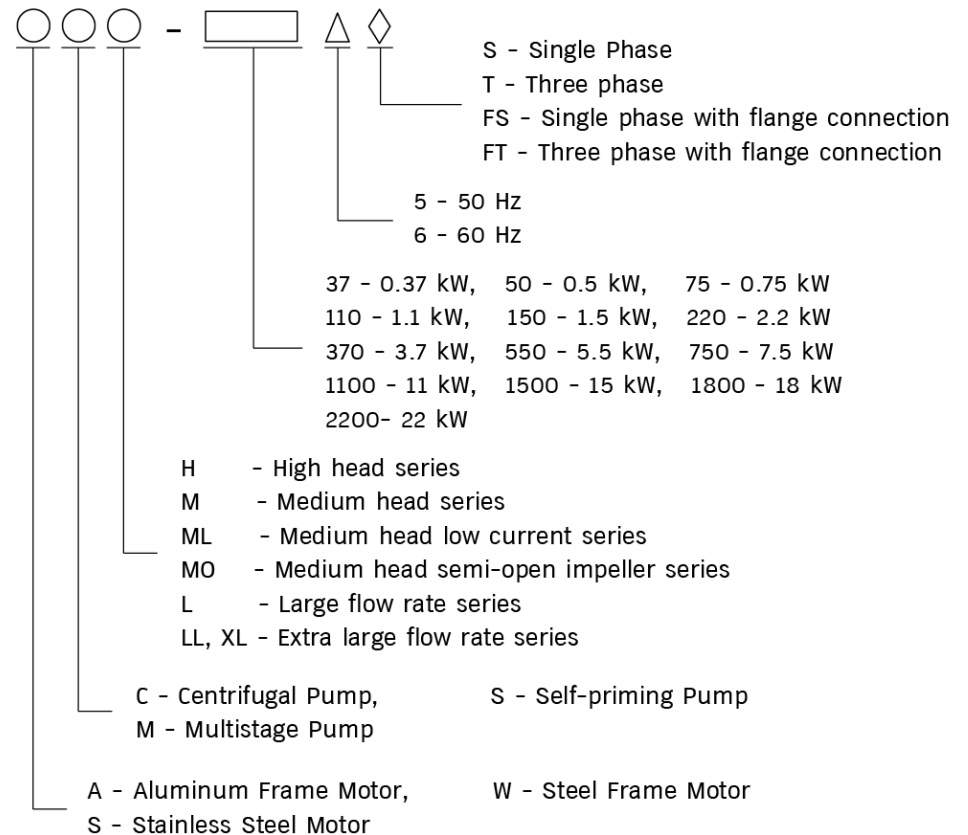 S - Single Phase
T - Three phase
FS - Single phase with flange connection
FT - Three phase with flange connection
5 - 50 Hz
6 - 60 Hz
37 - 0.37 kW, 50 - 0.5 kW, 75 - 0.75 kW
110 - 1.1 kW, 150 - 1.5 kW, 220 - 2.2 kW
370 - 3.7 kW, 550 - 5.5 kW, 750 - 7.5 kW
1100 - 11 kW, 1500 - 15 kW, 1800 - 18 kW
2200- 22 kW
H - High head series
M - Medium head series
ML - Medium head low current series
MO - Medium head semi-open impeller series
L - Large flow rate series
LL, XL - Extra large flow rate series
C - Centrifugal Pump, S - Self-priming Pump
M - Multistage Pump
A - Aluminum Frame Motor, W - Steel Frame Motor
S - Stainless Steel Motor